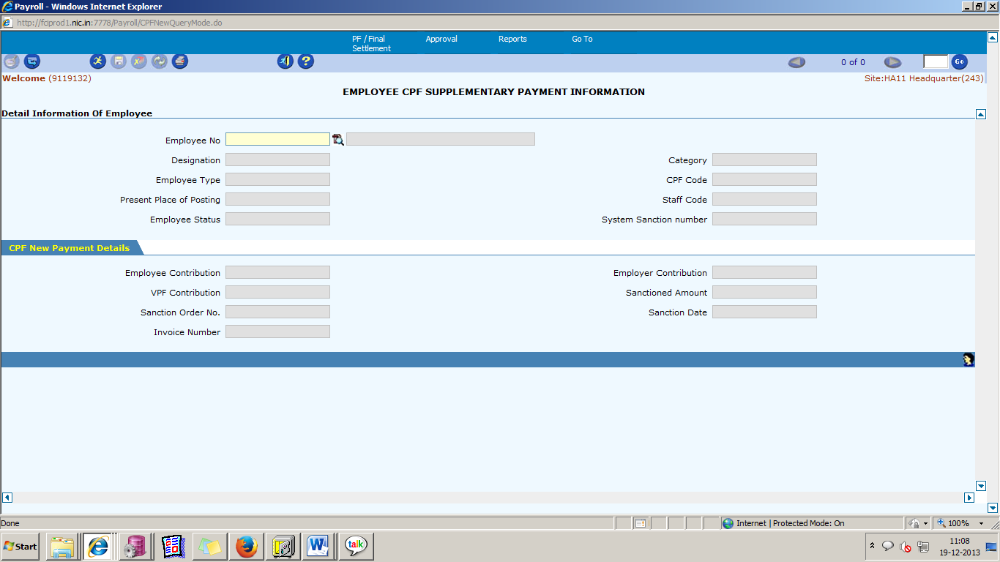 Payroll - Windows Internet Explorer
http://fciprod1.nic.in:7778/Payroll/CPFNewQueryMode.do
PF / Final Settlement Approval Reports Go To
0 of 0 Go
Welcome (9119132) Site:HA11 Headquarter(243)
EMPLOYEE CPF SUPPLEMENTARY PAYMENT INFORMATION
Detail Information Of Employee
Employee No
Designation Category
Employee Type CPF Code
Present Place of Posting Staff Code
Employee Status System Sanction number
CPF New Payment Details
Employee Contribution Employer Contribution
VPF Contribution Sanctioned Amount
Sanction Order No. Sanction Date
Invoice Number
Done Internet | Protected Mode: On 100%
Start talk 11:08
19-12-2013